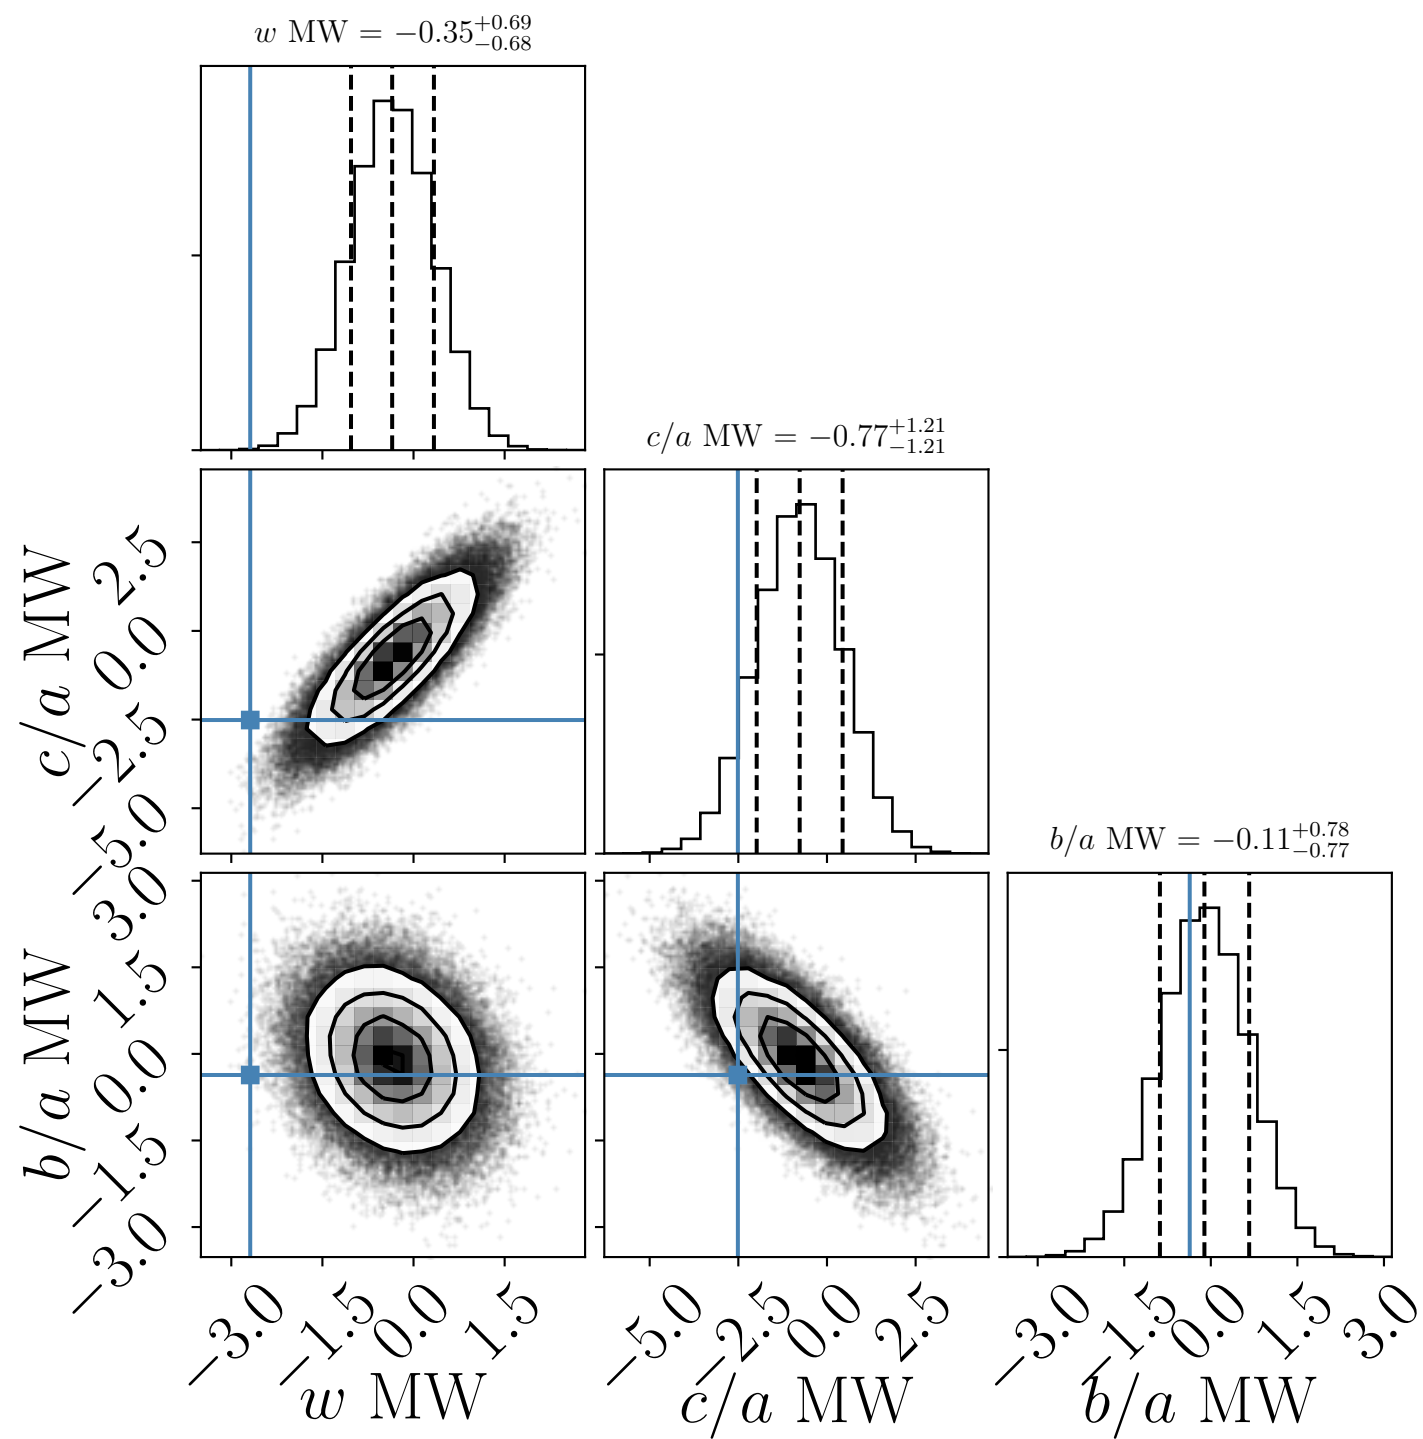 w MW = −0.35 +0.69 −0.68
c/a MW = −0.77 +1.21 −1.21
c/a MW
2.5
0.0
−2.5
−5.0
b/a MW = −0.11 +0.78 −0.77
b/a MW
3.0
1.5
0.0
−1.5
−3.0
−3.0 −1.5 0.0 1.5
−5.0 −2.5 0.0 2.5
−3.0 −1.5 0.0 1.5 3.0
w MW
c/a MW
b/a MW